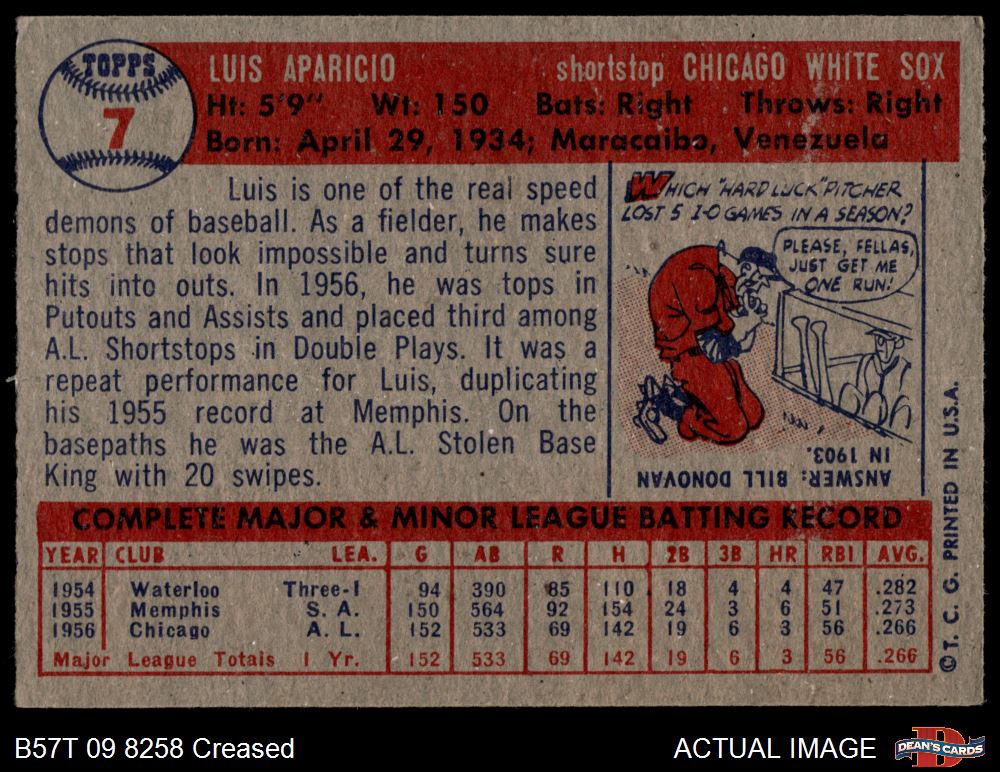 TOPPS
7
LUIS APARICIO shortstop CHICAGO WHITE SOX
Ht: 5'9" Wt: 150 Bats: Right Throws: Right
Born: April 29, 1934; Maracaibo, Venezuela
Luis is one of the real speed
demons of baseball. As a fielder, he makes
stops that look impossible and turns sure
hits into outs. In 1956, he was tops in
Putouts and Assists and placed third among
A.L. Shortstops in Double Plays. It was a
repeat performance for Luis, duplicating
his 1955 record at Memphis. On the
basepaths he was the A.L. Stolen Base
King with 20 swipes.
WHICH "HARD LUCK" PITCHER
LOST 5 1-0 GAMES IN A SEASON?
PLEASE, FELLAS,
JUST GET ME
ONE RUN!
ANSWER: BILL DONOVAN
IN 1903.
COMPLETE MAJOR & MINOR LEAGUE BATTING RECORD
YEAR CLUB LEA. G AB R H 2B 3B HR RBI AVG.
1954 Waterloo Three-I 94 390 85 110 18 4 4 47 .282
1955 Memphis S. A. 150 564 92 154 24 3 6 51 .273
1956 Chicago A. L. 152 533 69 142 19 6 3 56 .266
Major League Totals 1 Yr. 152 533 69 142 19 6 3 56 .266
© T. C. G. PRINTED IN U.S.A.
B57T 09 8258 Creased
ACTUAL IMAGE
DEAN'S CARDS